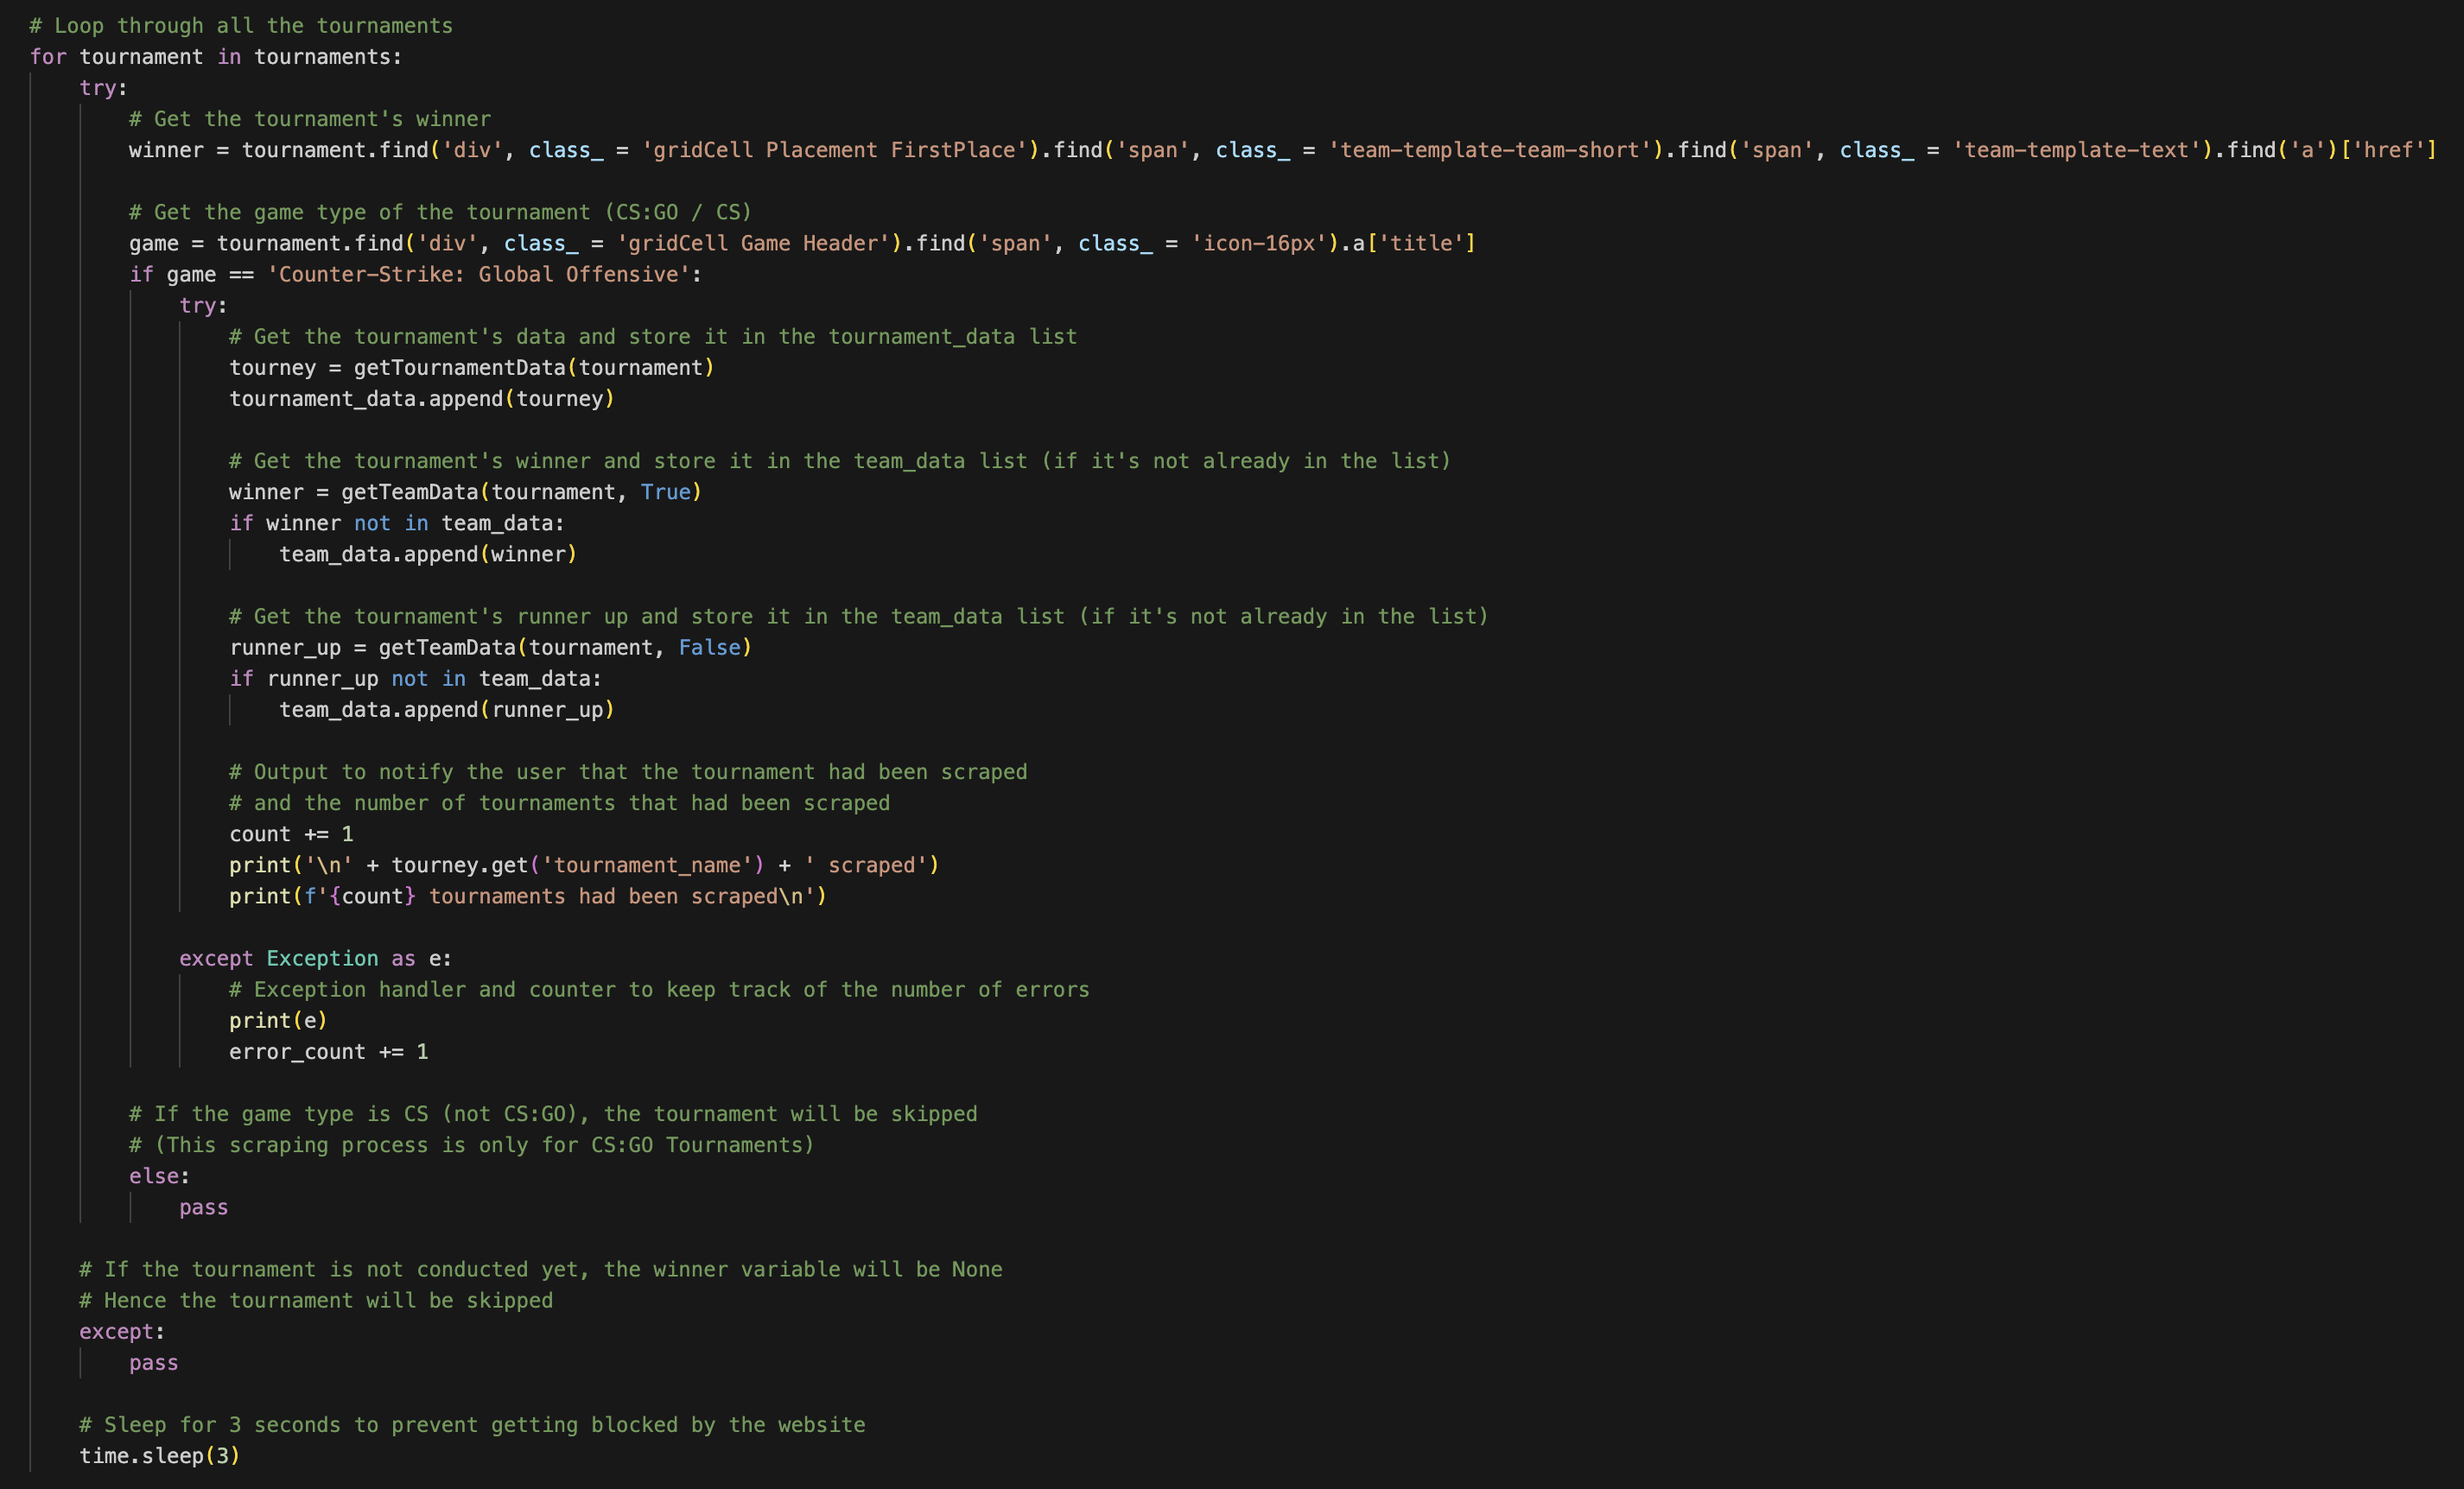 # Loop through all the tournaments
for tournament in tournaments:
    try:
        # Get the tournament's winner
        winner = tournament.find('div', class_ = 'gridCell Placement FirstPlace').find('span', class_ = 'team-template-team-short').find('span', class_ = 'team-template-text').find('a')['href']

        # Get the game type of the tournament (CS:GO / CS)
        game = tournament.find('div', class_ = 'gridCell Game Header').find('span', class_ = 'icon-16px').a['title']
        if game == 'Counter-Strike: Global Offensive':
            try:
                # Get the tournament's data and store it in the tournament_data list
                tourney = getTournamentData(tournament)
                tournament_data.append(tourney)

                # Get the tournament's winner and store it in the team_data list (if it's not already in the list)
                winner = getTeamData(tournament, True)
                if winner not in team_data:
                    team_data.append(winner)

                # Get the tournament's runner up and store it in the team_data list (if it's not already in the list)
                runner_up = getTeamData(tournament, False)
                if runner_up not in team_data:
                    team_data.append(runner_up)

                # Output to notify the user that the tournament had been scraped
                # and the number of tournaments that had been scraped
                count += 1
                print('\n' + tourney.get('tournament_name') + ' scraped')
                print(f'{count} tournaments had been scraped\n')

            except Exception as e:
                # Exception handler and counter to keep track of the number of errors
                print(e)
                error_count += 1

        # If the game type is CS (not CS:GO), the tournament will be skipped
        # (This scraping process is only for CS:GO Tournaments)
        else:
            pass

    # If the tournament is not conducted yet, the winner variable will be None
    # Hence the tournament will be skipped
    except:
        pass

    # Sleep for 3 seconds to prevent getting blocked by the website
    time.sleep(3)